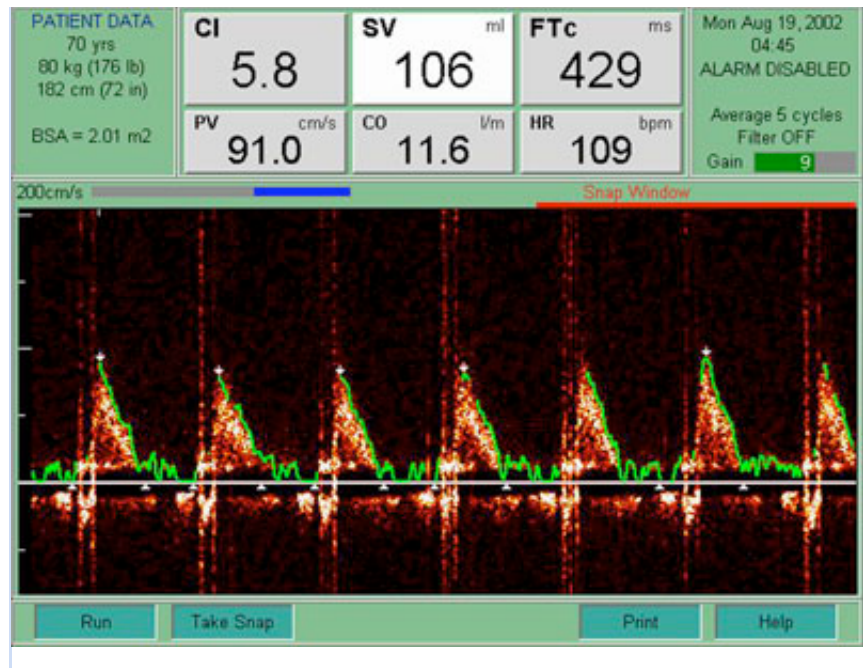 PATIENT DATA
70 yrs
80 kg (176 lb)
182 cm (72 in)
BSA = 2.01 m2
CI
5.8
SV ml
106
FTc ms
429
PV cm/s
91.0
CO l/m
11.6
HR bpm
109
Mon Aug 19, 2002
04:45
ALARM DISABLED
Average 5 cycles
Filter OFF
Gain 9
200cm/s
Snap Window
Run
Take Snap
Print
Help